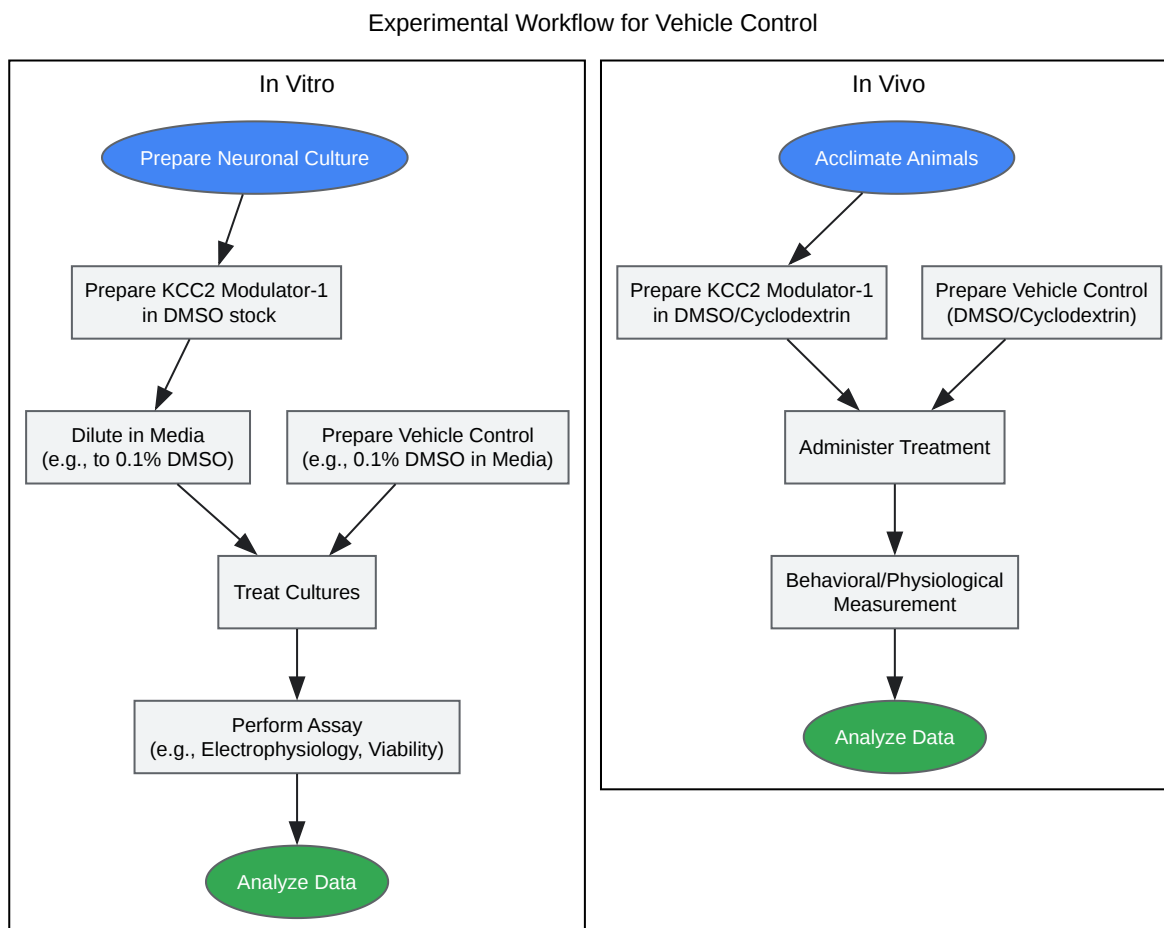 Experimental Workflow for Vehicle Control
In Vitro
Prepare Neuronal Culture
Prepare KCC2 Modulator-1
in DMSO stock
Dilute in Media
(e.g., to 0.1% DMSO)
Prepare Vehicle Control
(e.g., 0.1% DMSO in Media)
Treat Cultures
Perform Assay
(e.g., Electrophysiology, Viability)
Analyze Data
In Vivo
Acclimate Animals
Prepare KCC2 Modulator-1
in DMSO/Cyclodextrin
Prepare Vehicle Control
(DMSO/Cyclodextrin)
Administer Treatment
Behavioral/Physiological
Measurement
Analyze Data